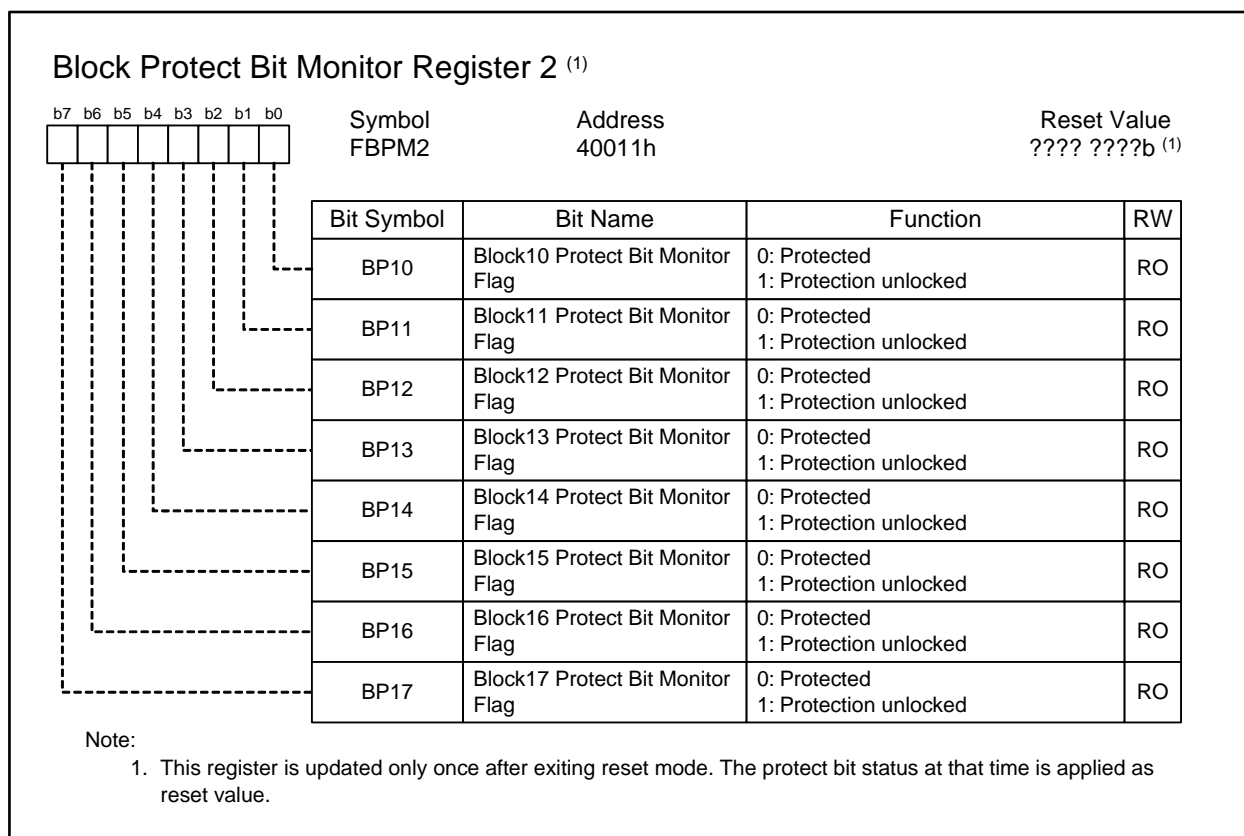 Block Protect Bit Monitor Register 2 (1)
b7 b6 b5 b4 b3 b2 b1 b0
Symbol Address Reset Value
FBPM2 40011h ???? ????b (1)
Bit Symbol Bit Name Function RW
BP10 Block10 Protect Bit Monitor Flag 0: Protected 1: Protection unlocked RO
BP11 Block11 Protect Bit Monitor Flag 0: Protected 1: Protection unlocked RO
BP12 Block12 Protect Bit Monitor Flag 0: Protected 1: Protection unlocked RO
BP13 Block13 Protect Bit Monitor Flag 0: Protected 1: Protection unlocked RO
BP14 Block14 Protect Bit Monitor Flag 0: Protected 1: Protection unlocked RO
BP15 Block15 Protect Bit Monitor Flag 0: Protected 1: Protection unlocked RO
BP16 Block16 Protect Bit Monitor Flag 0: Protected 1: Protection unlocked RO
BP17 Block17 Protect Bit Monitor Flag 0: Protected 1: Protection unlocked RO
Note:
1. This register is updated only once after exiting reset mode. The protect bit status at that time is applied as
reset value.